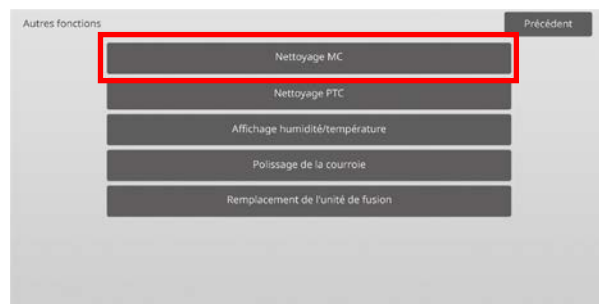 Autres fonctions
Précédent
Nettoyage MC
Nettoyage PTC
Affichage humidité/température
Polissage de la courroie
Remplacement de l'unité de fusion